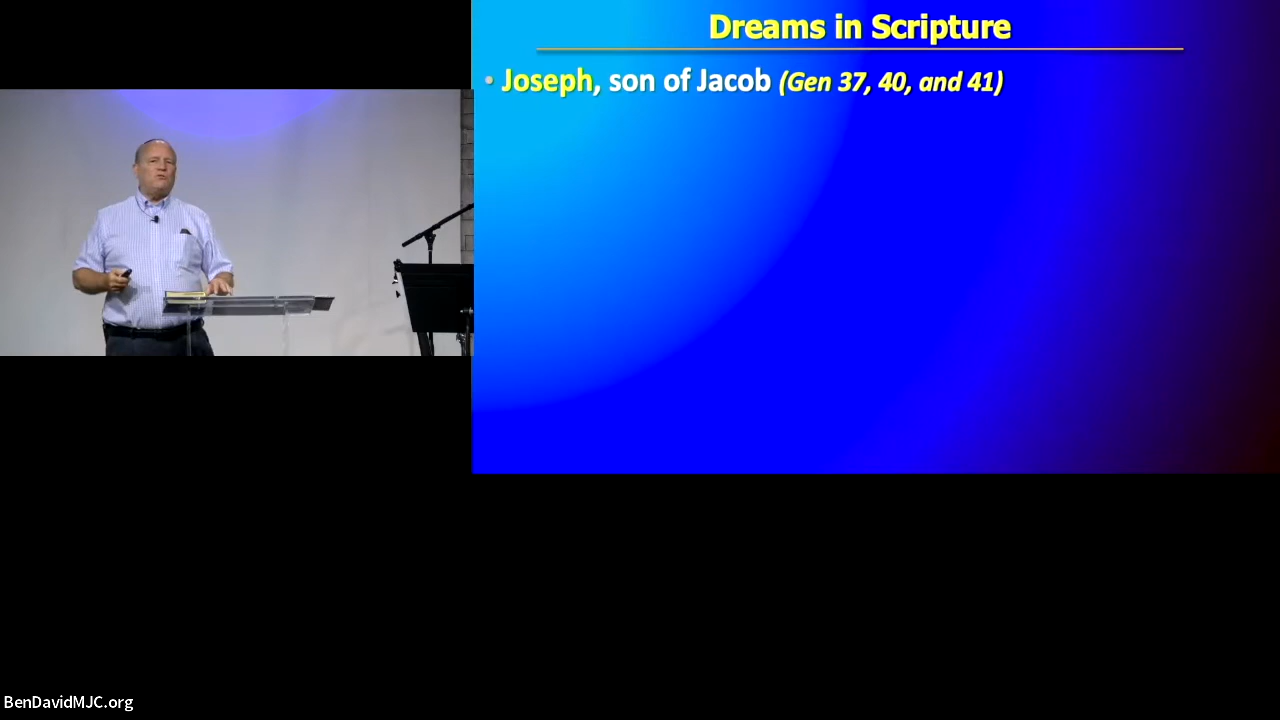 Dreams in Scripture
• Joseph, son of Jacob (Gen 37, 40, and 41)
BenDavidMJC.org